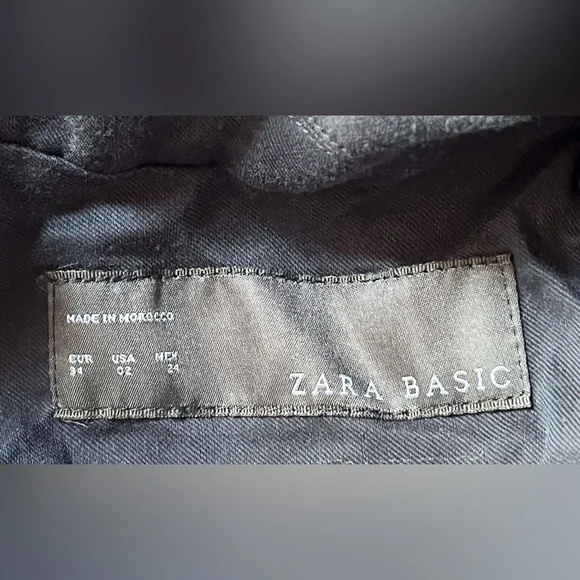 MADE IN MOROCCO
EUR USA MEX
34 02 24
ZARA BASIC